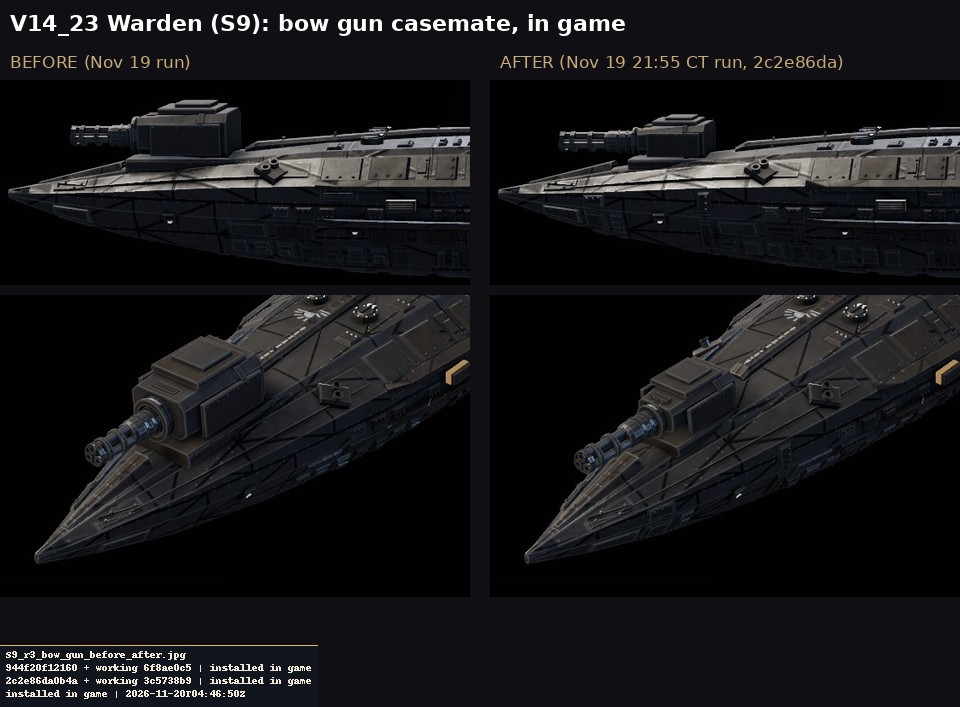 V14_23 Warden (S9): bow gun casemate, in game
BEFORE (Nov 19 run)
AFTER (Nov 19 21:55 CT run, 2c2e86da)
S9_r3_bow_gun_before_after.jpg
944f20f12160 + working 6f8ae0c5 | installed in game
2c2e86da0b4a + working 3c5738b9 | installed in game
installed in game | 2026-11-20T04:46:50Z